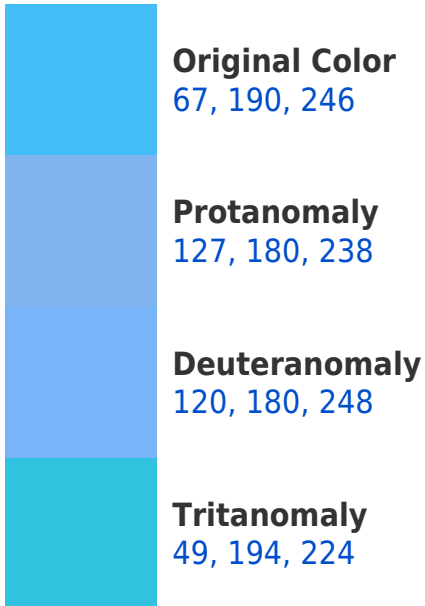 Original Color
67, 190, 246
Protanomaly
127, 180, 238
Deuteranomaly
120, 180, 248
Tritanomaly
49, 194, 224